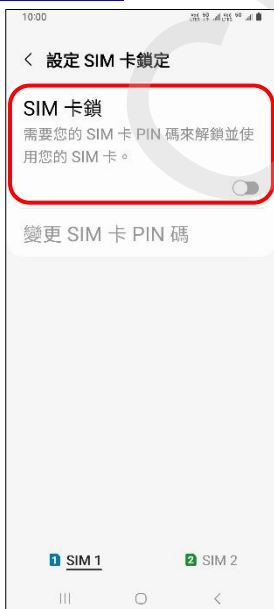 10:00
設定 SIM 卡鎖定
SIM 卡鎖
需要您的 SIM 卡 PIN 碼來解鎖並使
用您的 SIM 卡。
變更 SIM 卡 PIN 碼
1 SIM 1
2 SIM 2